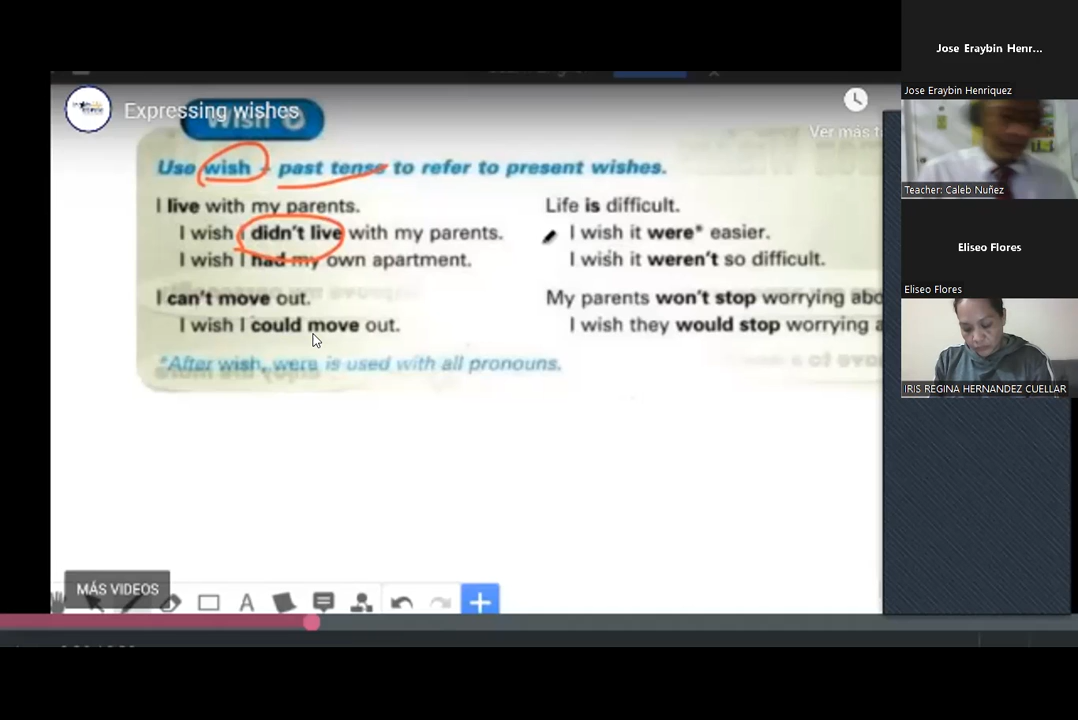 Expressing wishes
Wish
Ver más t
Use wish + past tense to refer to present wishes.
I live with my parents.
I wish I didn't live with my parents.
I wish I had my own apartment.
I can't move out.
I wish I could move out.
Life is difficult.
I wish it were* easier.
I wish it weren't so difficult.
My parents won't stop worrying abo
I wish they would stop worrying a
*After wish, were is used with all pronouns.
MÁS VIDEOS
A
Jose Eraybin Henr...
Jose Eraybin Henriquez
Teacher: Caleb Nuñez
Eliseo Flores
Eliseo Flores
IRIS REGINA HERNANDEZ CUELLAR